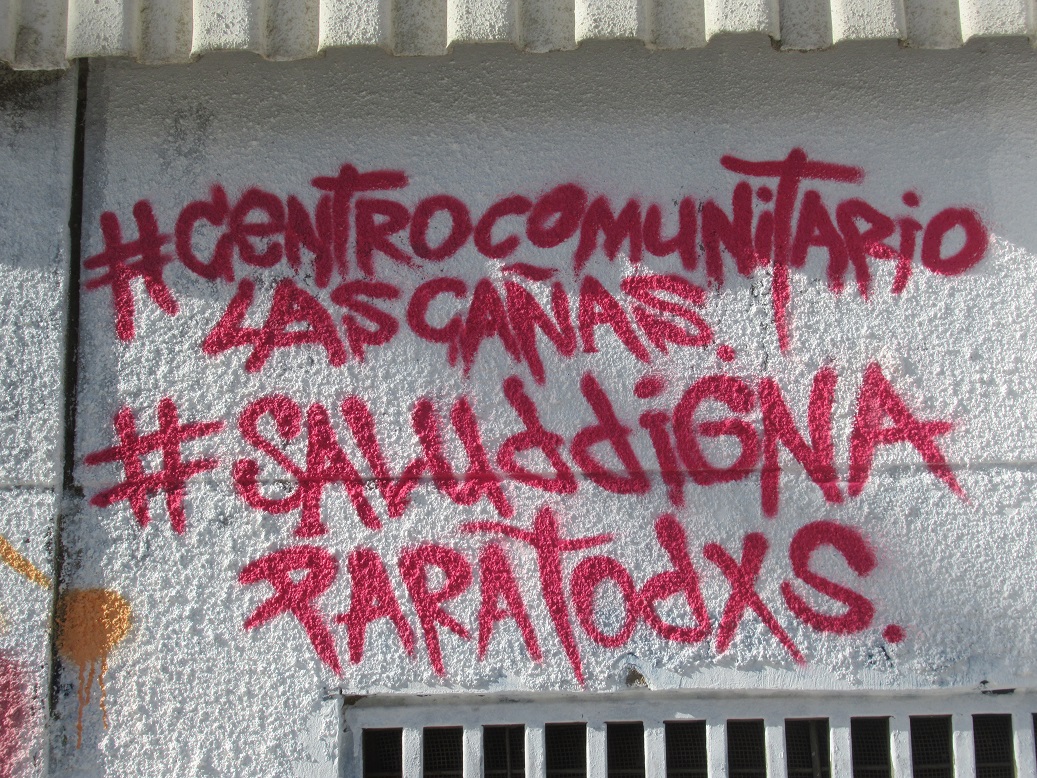 #CENTROCOMUNITARIO
LASCAÑAS.
#SALUDDIGNA
PARATODXS.